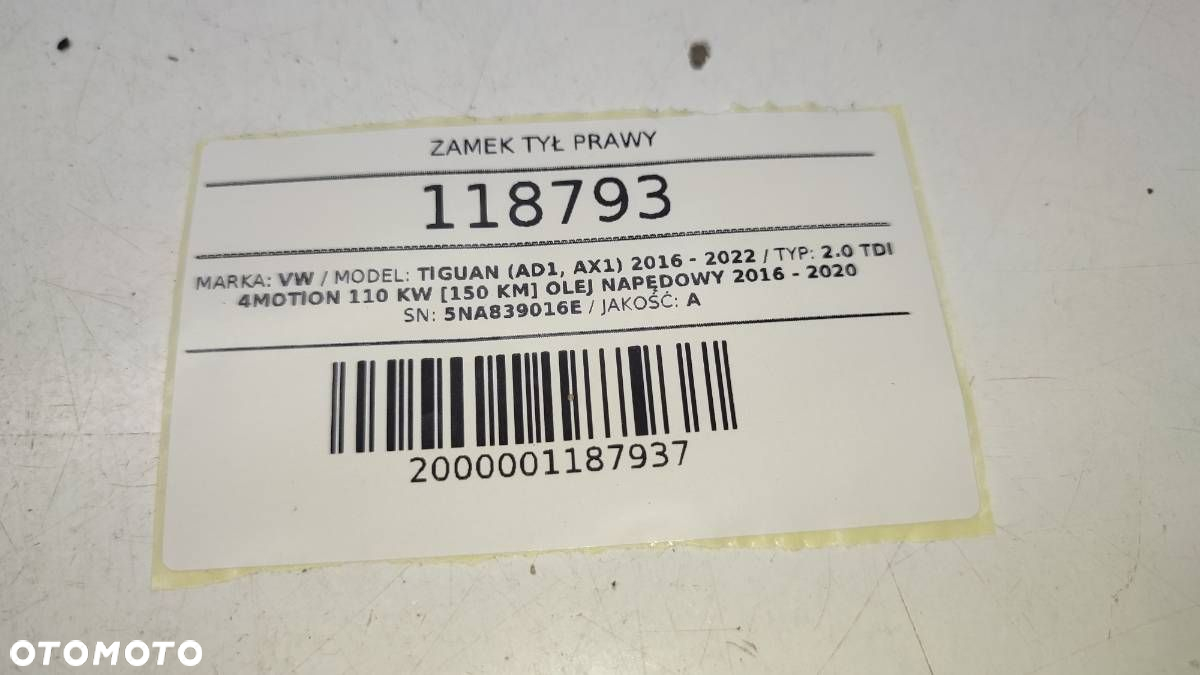 ZAMEK TYŁ PRAWY
118793
MARKA: VW / MODEL: TIGUAN (AD1, AX1) 2016 - 2022 / TYP: 2.0 TDI
4MOTION 110 KW [150 KM] OLEJ NAPĘDOWY 2016 - 2020
SN: 5NA839016E / JAKOŚĆ: A
2000001187937
OTOMOTO